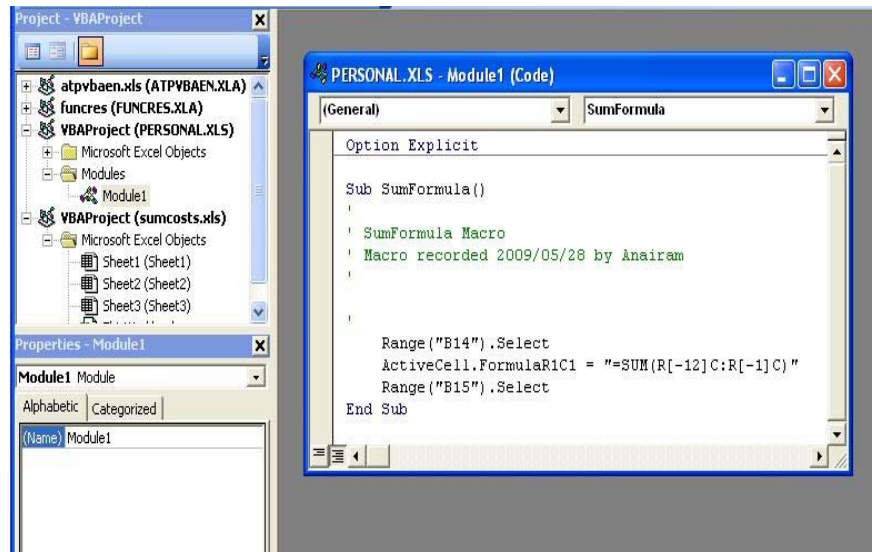 Project - VBAProject
atpvbaen.xls (ATPVBAEN.XLA)
funcres (FUNCRES.XLA)
VBAProject (PERSONAL.XLS)
Microsoft Excel Objects
Modules
Module1
VBAProject (sumcosts.xls)
Microsoft Excel Objects
Sheet1 (Sheet1)
Sheet2 (Sheet2)
Sheet3 (Sheet3)
Properties - Module1
Module1 Module
Alphabetic Categorized
(Name) Module1
PERSONAL.XLS - Module1 (Code)
(General) SumFormula
Option Explicit
Sub SumFormula()
'
' SumFormula Macro
' Macro recorded 2009/05/28 by Anairam
'
'
Range("B14").Select
ActiveCell.FormulaR1C1 = "=SUM(R[-12]C:R[-1]C)"
Range("B15").Select
End Sub